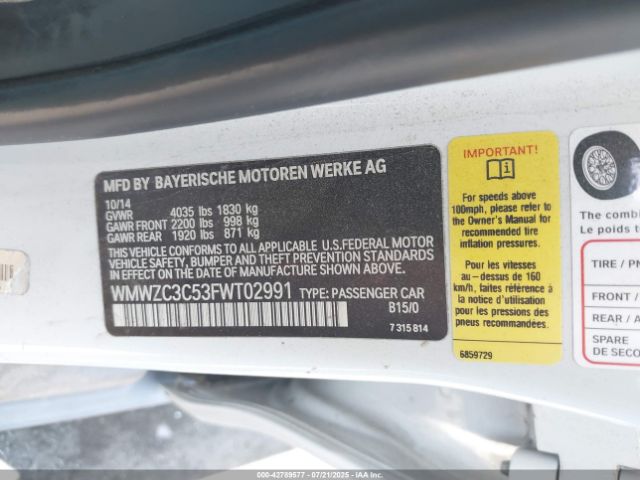 MFD BY BAYERISCHE MOTOREN WERKE AG
10/14
GVWR 4035 lbs 1830 kg
GAWR FRONT 2200 lbs 998 kg
GAWR REAR 1920 lbs 871 kg
THIS VEHICLE CONFORMS TO ALL APPLICABLE U.S.FEDERAL MOTOR
VEHICLE SAFETY, BUMPER AND THEFT PREVENTION STANDARDS
IN EFFECT ON THE DATE OF MANUFACTURE SHOWN ABOVE.
WMWZC3C53FWT02991 TYPE: PASSENGER CAR
B15/0
7 315 814
IMPORTANT!
For speeds above
100mph, please refer to
the Owner's Manual for
recommended tire
inflation pressures.
Pour les vitesses
au-dessus de 160
km/h, faites référence à
la notice d'utilisation
pour les pressions des
pneus recommandées.
6859729
The combin
Le poids to
TIRE / PN
FRONT /
REAR / A
SPARE
DE SECO
000-42789577 07/21/2025 IAAI.COM